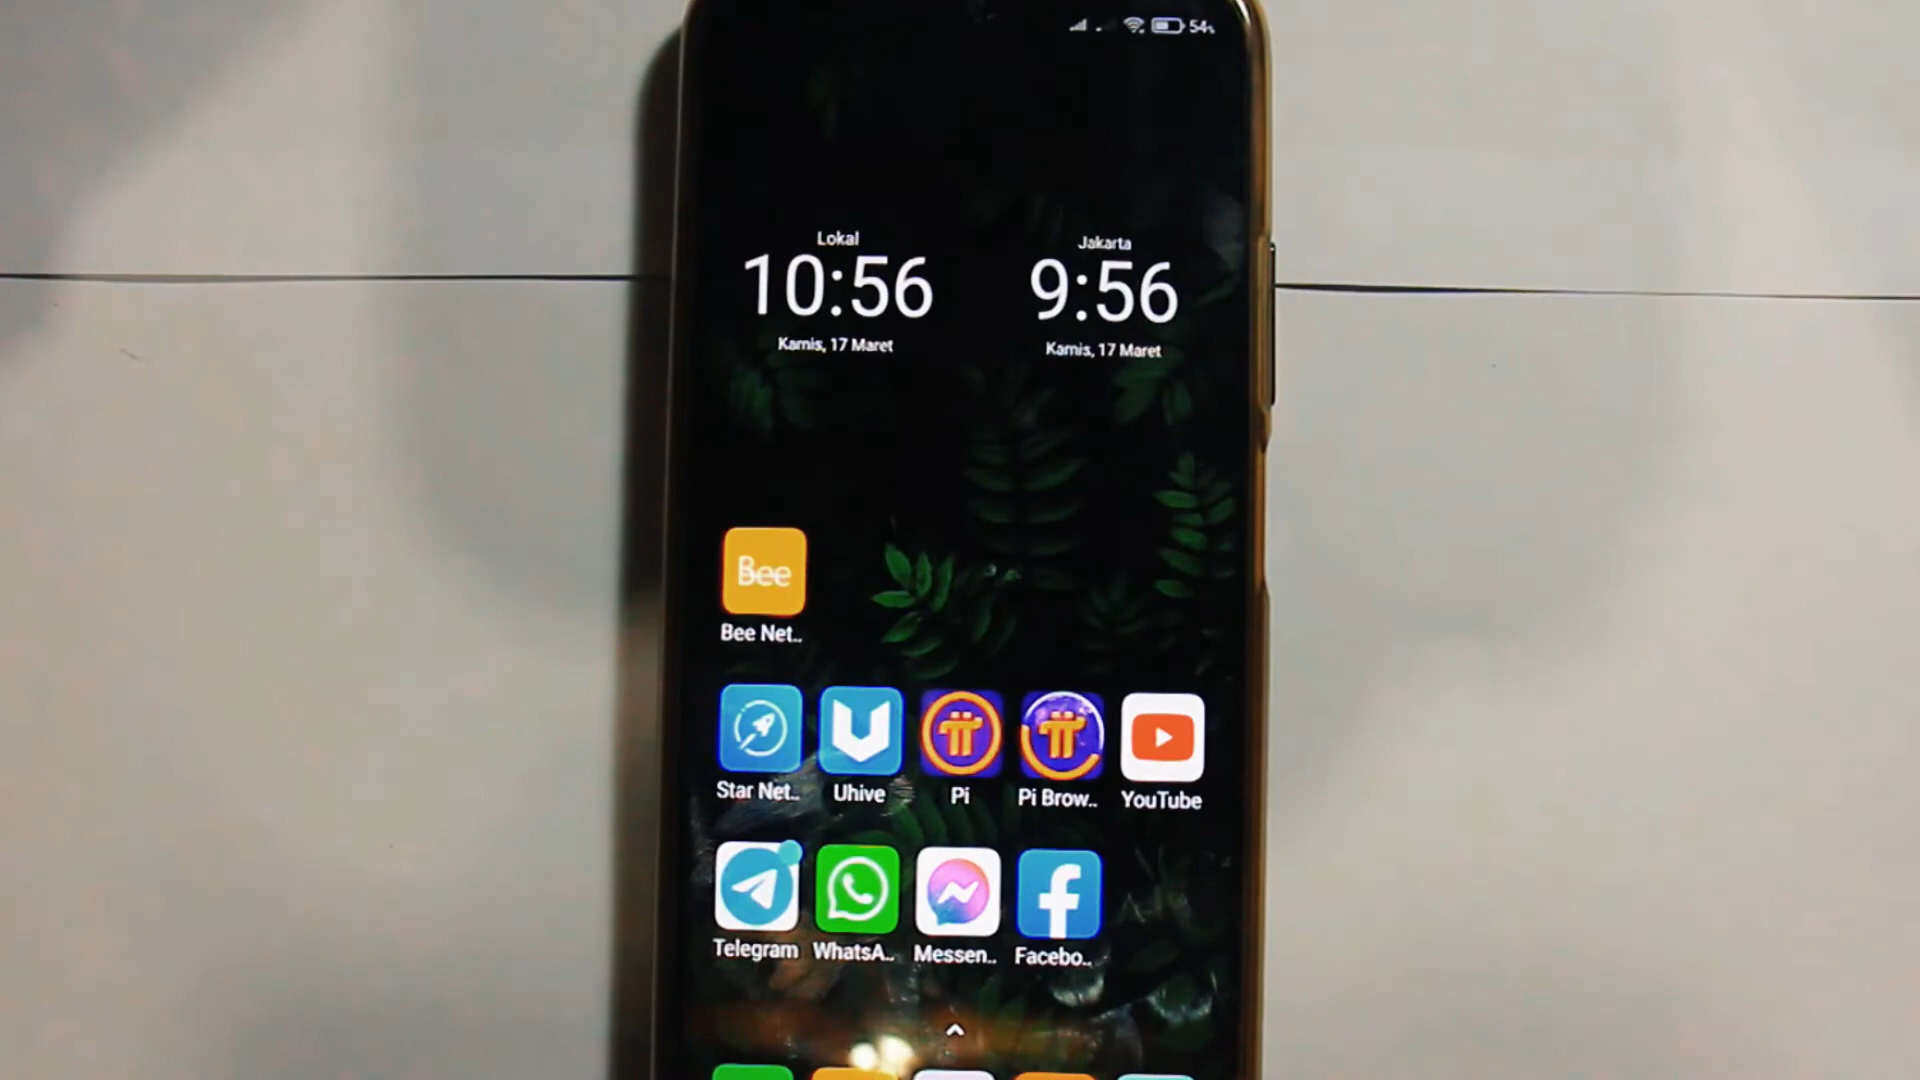 54%
Lokal
10:56
Kamis, 17 Maret
Jakarta
9:56
Kamis, 17 Maret
Bee
Bee Net..
Star Net..
Uhive
Pi
Pi Brow..
YouTube
Telegram
WhatsA..
Messen..
Facebo..